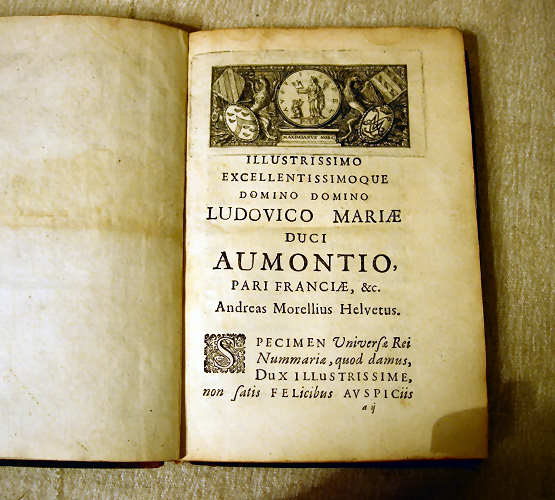 ILLUSTRISSIMO
EXCELLENTISSIMOQUE
DOMINO DOMINO
LUDOVICO MARIÆ
DUCI
AUMONTIO,
PARI FRANCIÆ, &c.
Andreas Morellius Helvetus.
SPECIMEN Universæ Rei
Nummariæ, quod damus,
DUX ILLUSTRISSIME,
non ſatis FELICIBUS AVSPICIIS
a ij